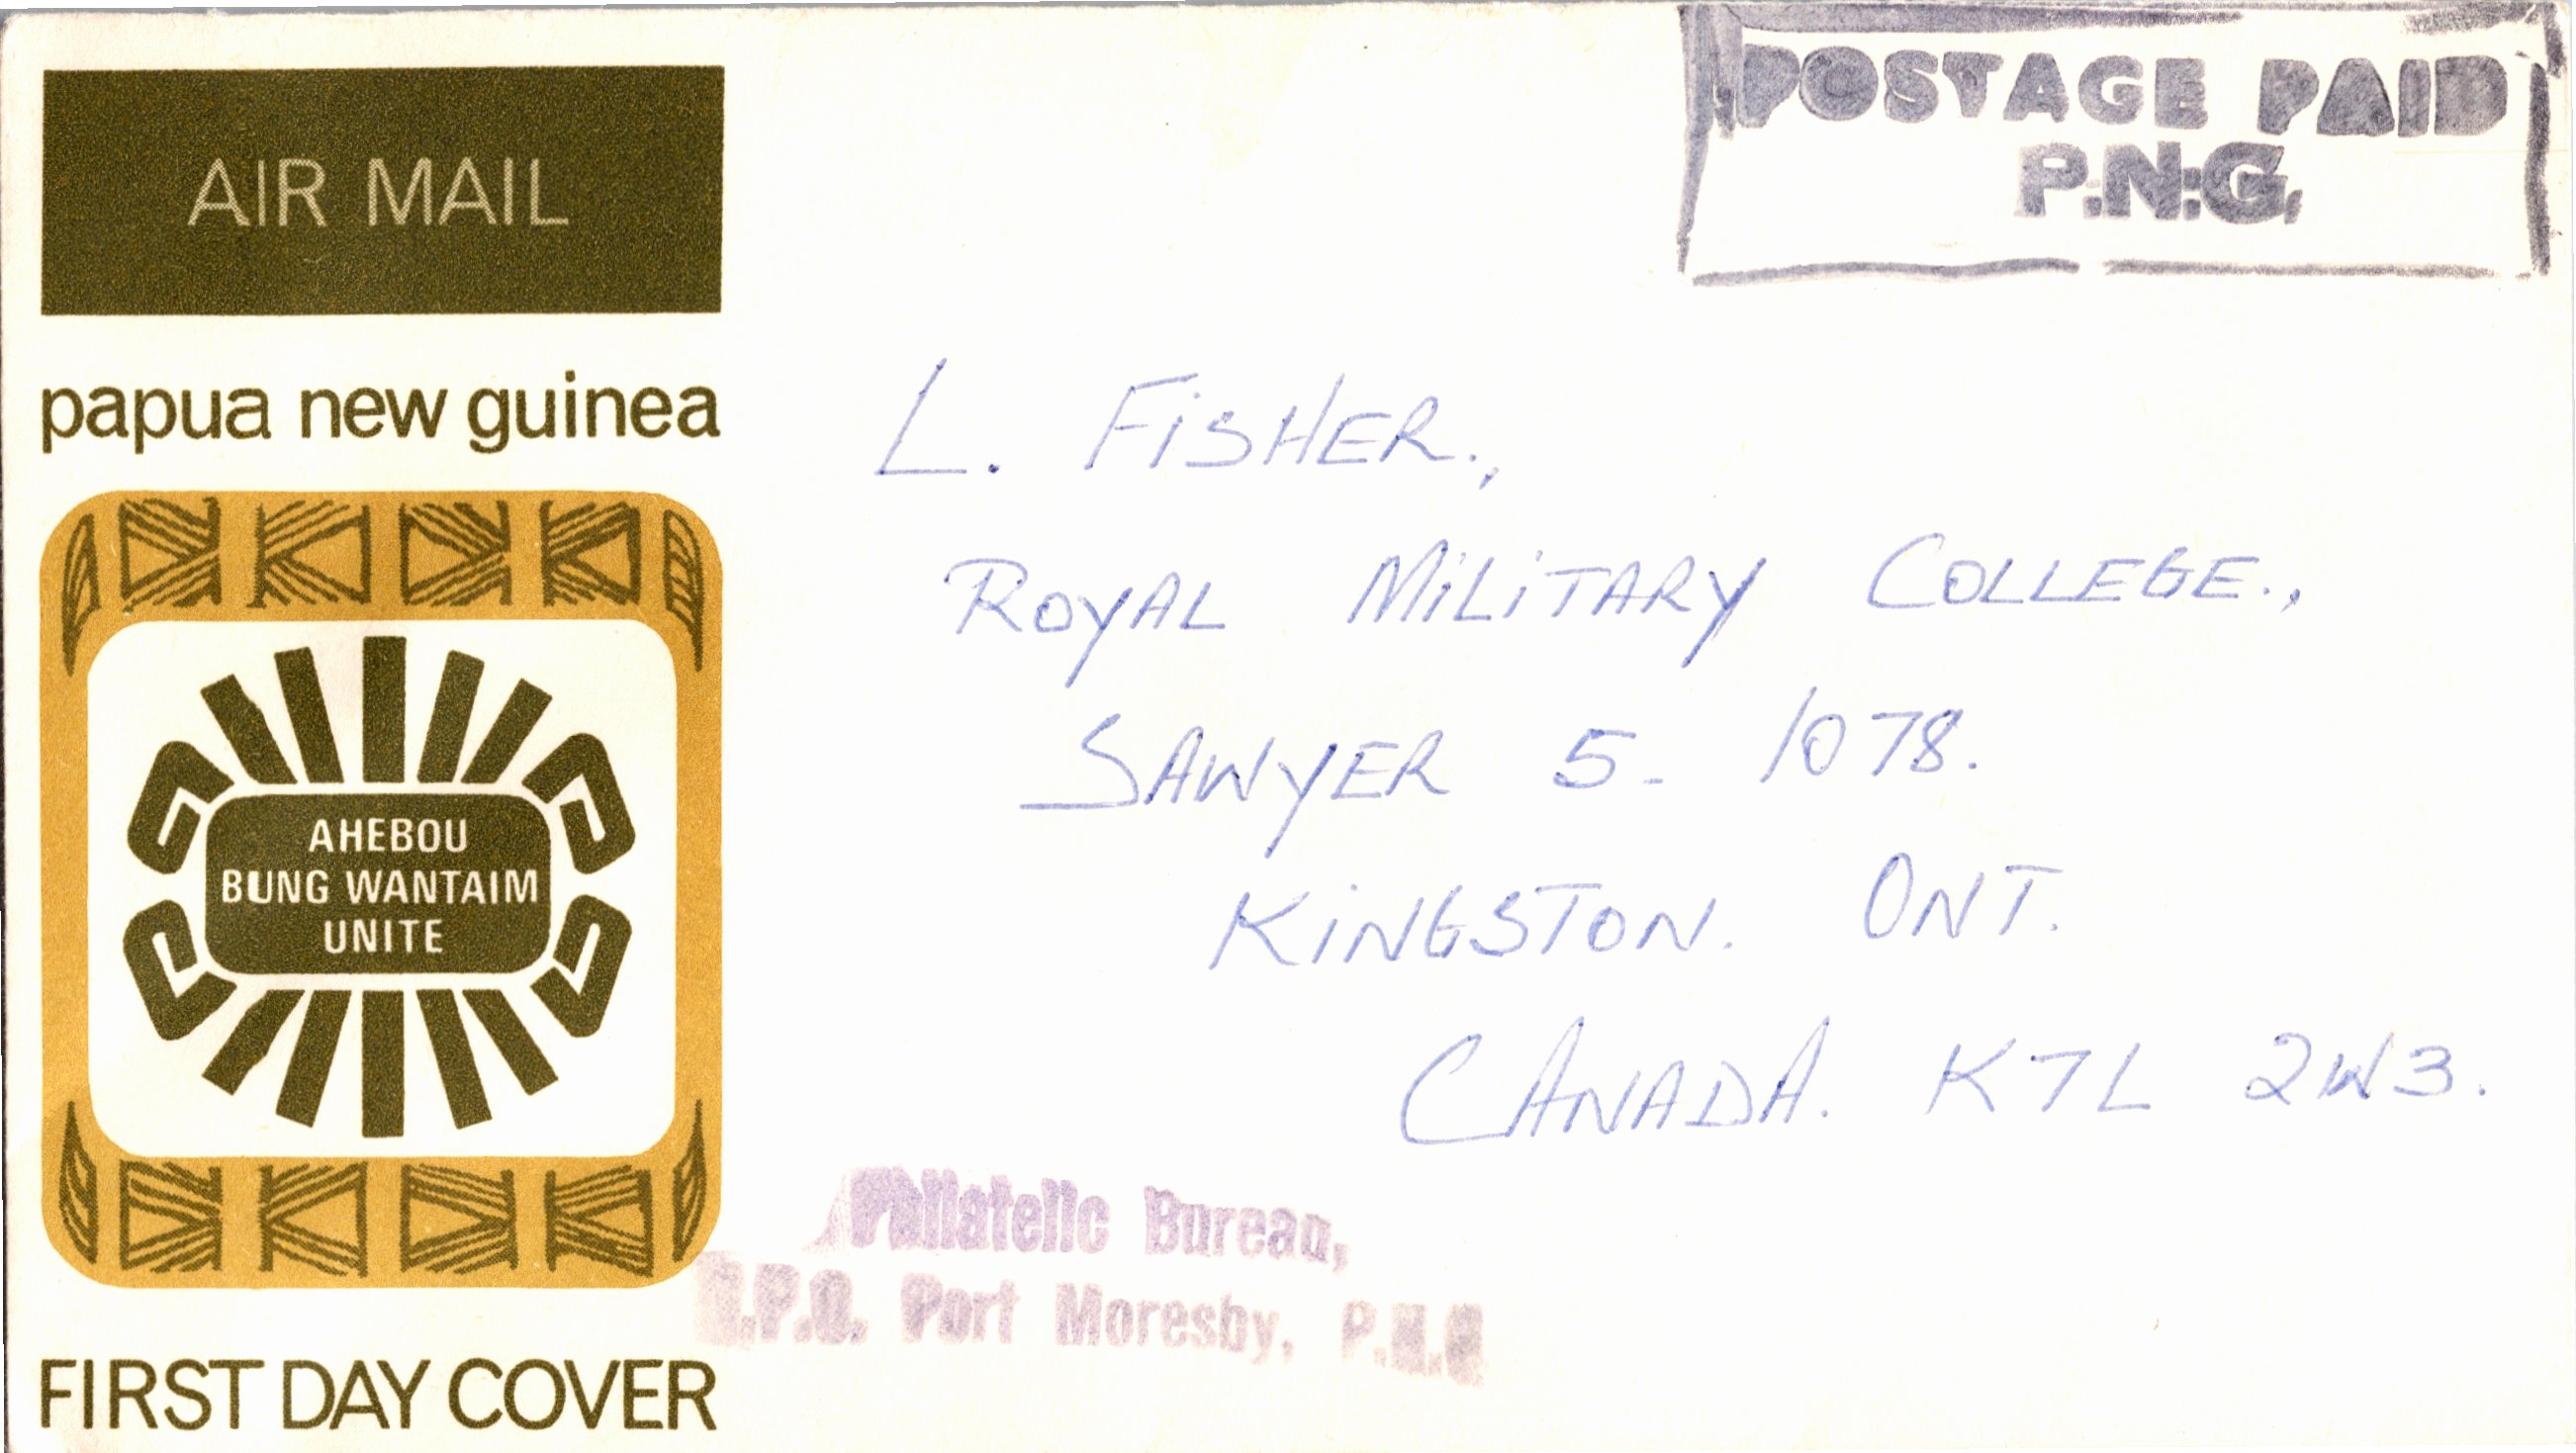 AIR MAIL
papua new guinea
AHEBOU
BUNG WANTAIM
UNITE
FIRST DAY COVER
POSTAGE PAID
P.N.G.
L. FISHER.,
ROYAL MILITARY COLLEGE.,
SAWYER 5- 1078.
KINGSTON. ONT.
CANADA. K7L 2W3.
Philatelic Bureau,
G.P.O. Port Moresby, P.N.G